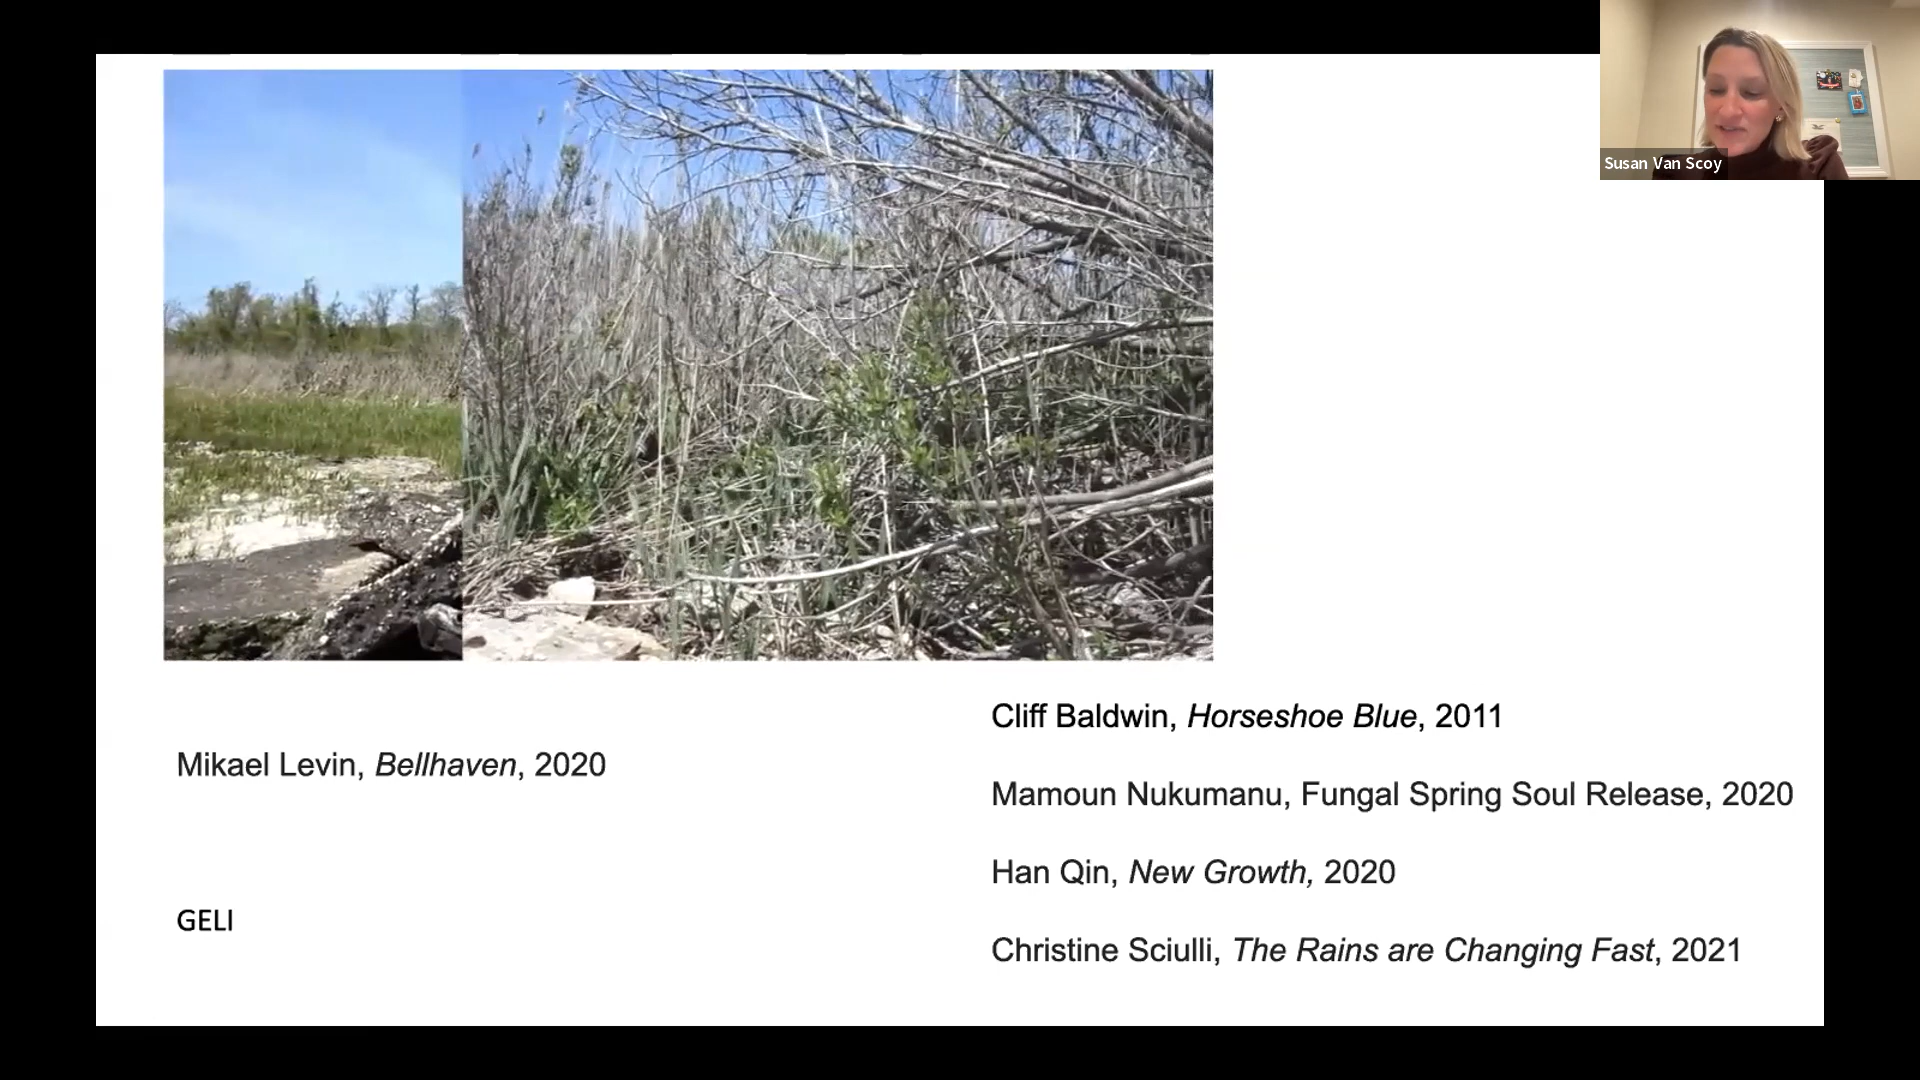 Susan Van Scoy
Mikael Levin, Bellhaven, 2020
GELI
Cliff Baldwin, Horseshoe Blue, 2011
Mamoun Nukumanu, Fungal Spring Soul Release, 2020
Han Qin, New Growth, 2020
Christine Sciulli, The Rains are Changing Fast, 2021